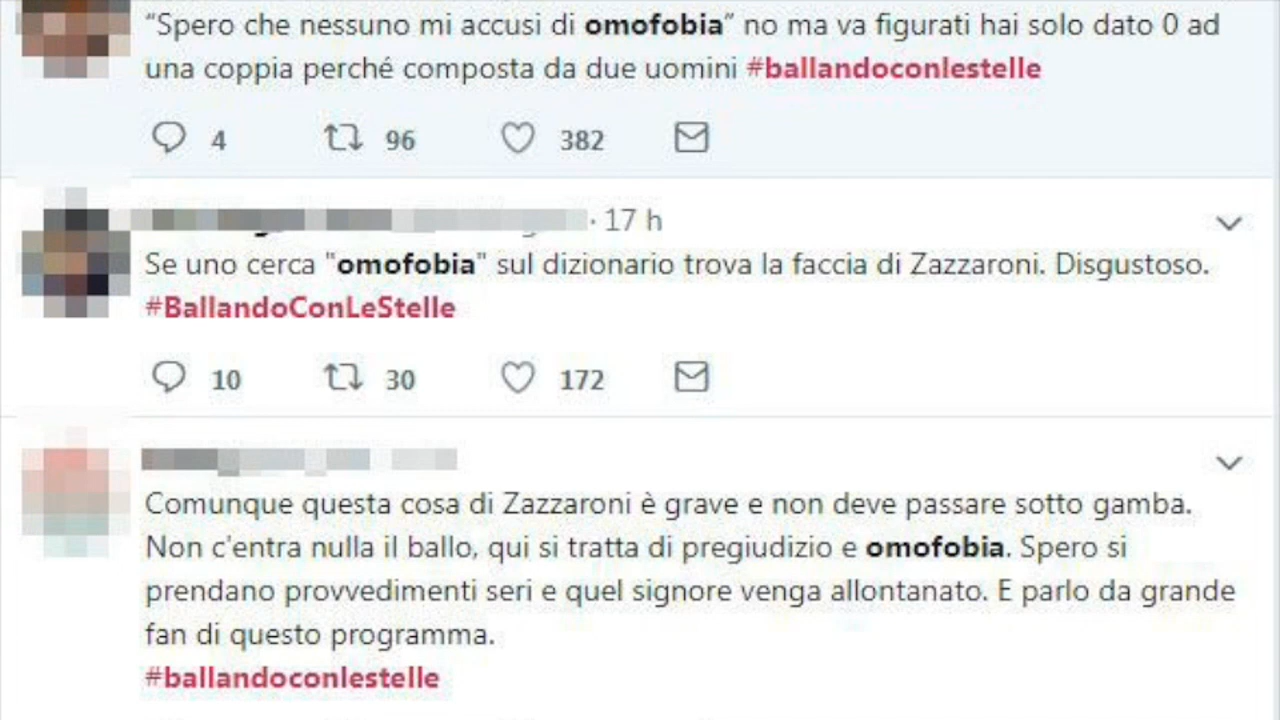 “Spero che nessuno mi accusi di omofobia” no ma va figurati hai solo dato 0 ad
una coppia perché composta da due uomini #ballandoconlestelle
4 96 382
· 17 h
Se uno cerca "omofobia" sul dizionario trova la faccia di Zazzaroni. Disgustoso.
#BallandoConLeStelle
10 30 172
Comunque questa cosa di Zazzaroni è grave e non deve passare sotto gamba.
Non c'entra nulla il ballo, qui si tratta di pregiudizio e omofobia. Spero si
prendano provvedimenti seri e quel signore venga allontanato. E parlo da grande
fan di questo programma.
#ballandoconlestelle